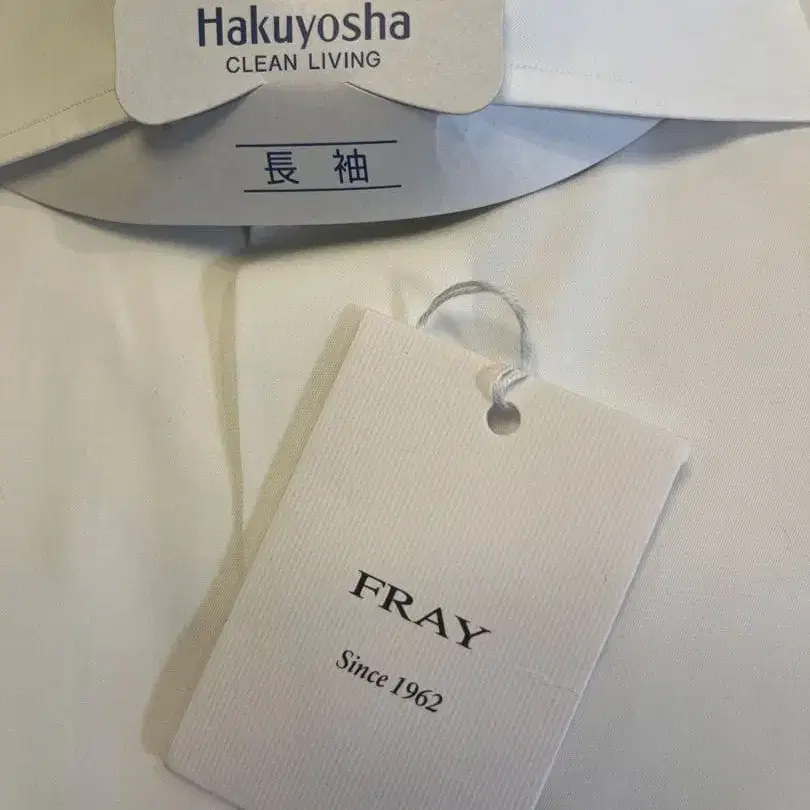 Hakuyosha
CLEAN LIVING
長 袖
FRAY
Since 1962